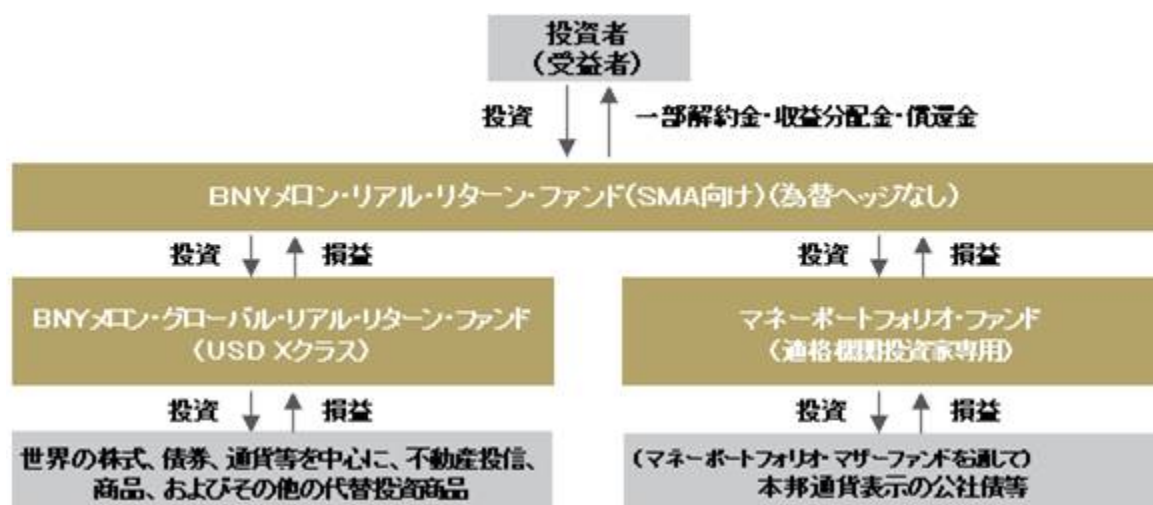 投資者
(受益者)
投資
一部解約金・収益分配金・償還金
BNYメロン・リアル・リターン・ファンド(SMA向け)(為替ヘッジなし)
投資
損益
投資
損益
BNYメロン・グローバル・リアル・リターン・ファンド
(USD Xクラス)
マネーポートフォリオ・ファンド
(適格機関投資家専用)
投資
損益
投資
損益
世界の株式、債券、通貨等を中心に、不動産投信、
商品、およびその他の代替投資商品
(マネーポートフォリオ・マザーファンドを通して)
本邦通貨表示の公社債等